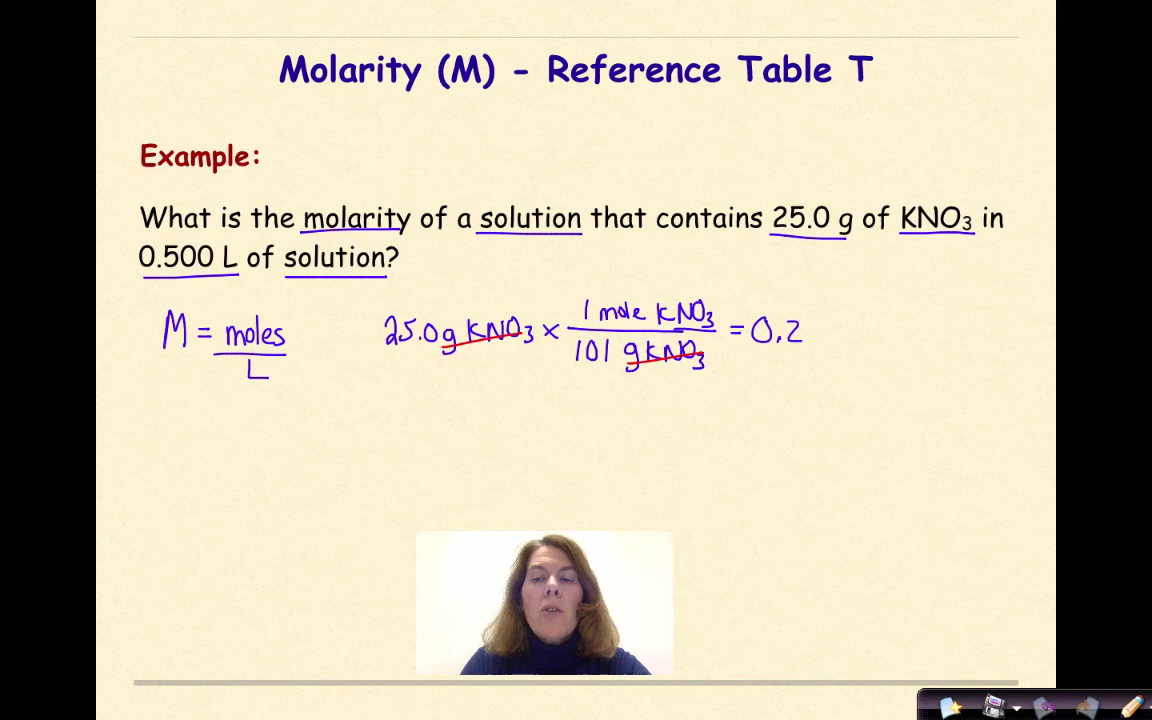 Molarity (M) - Reference Table T
Example:
What is the molarity of a solution that contains 25.0 g of KNO₃ in
0.500 L of solution?
M = moles / L
25.0 g KNO₃ × 1 mole KNO₃ / 101 g KNO₃ = 0.2